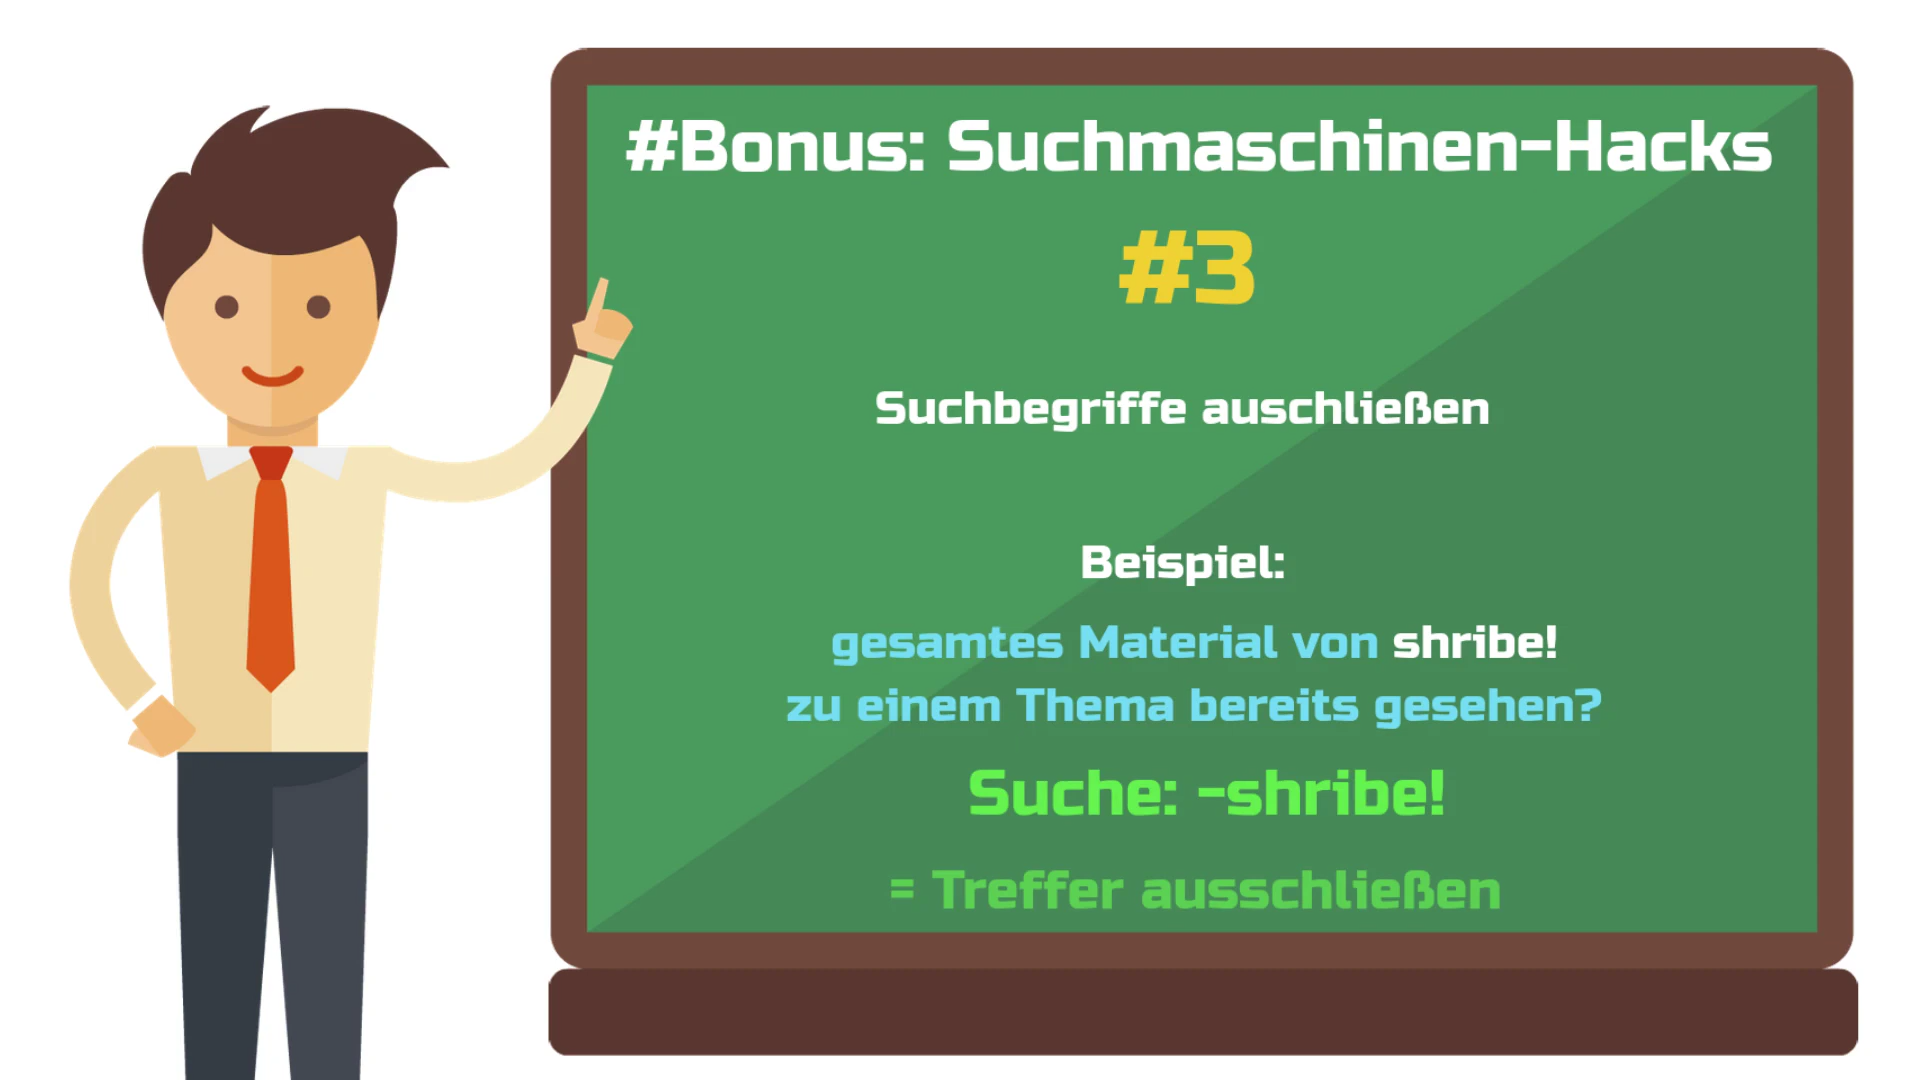 #Bonus: Suchmaschinen-Hacks
#3
Suchbegriffe auschließen
Beispiel:
gesamtes Material von shribe!
zu einem Thema bereits gesehen?
Suche: -shribe!
= Treffer ausschließen